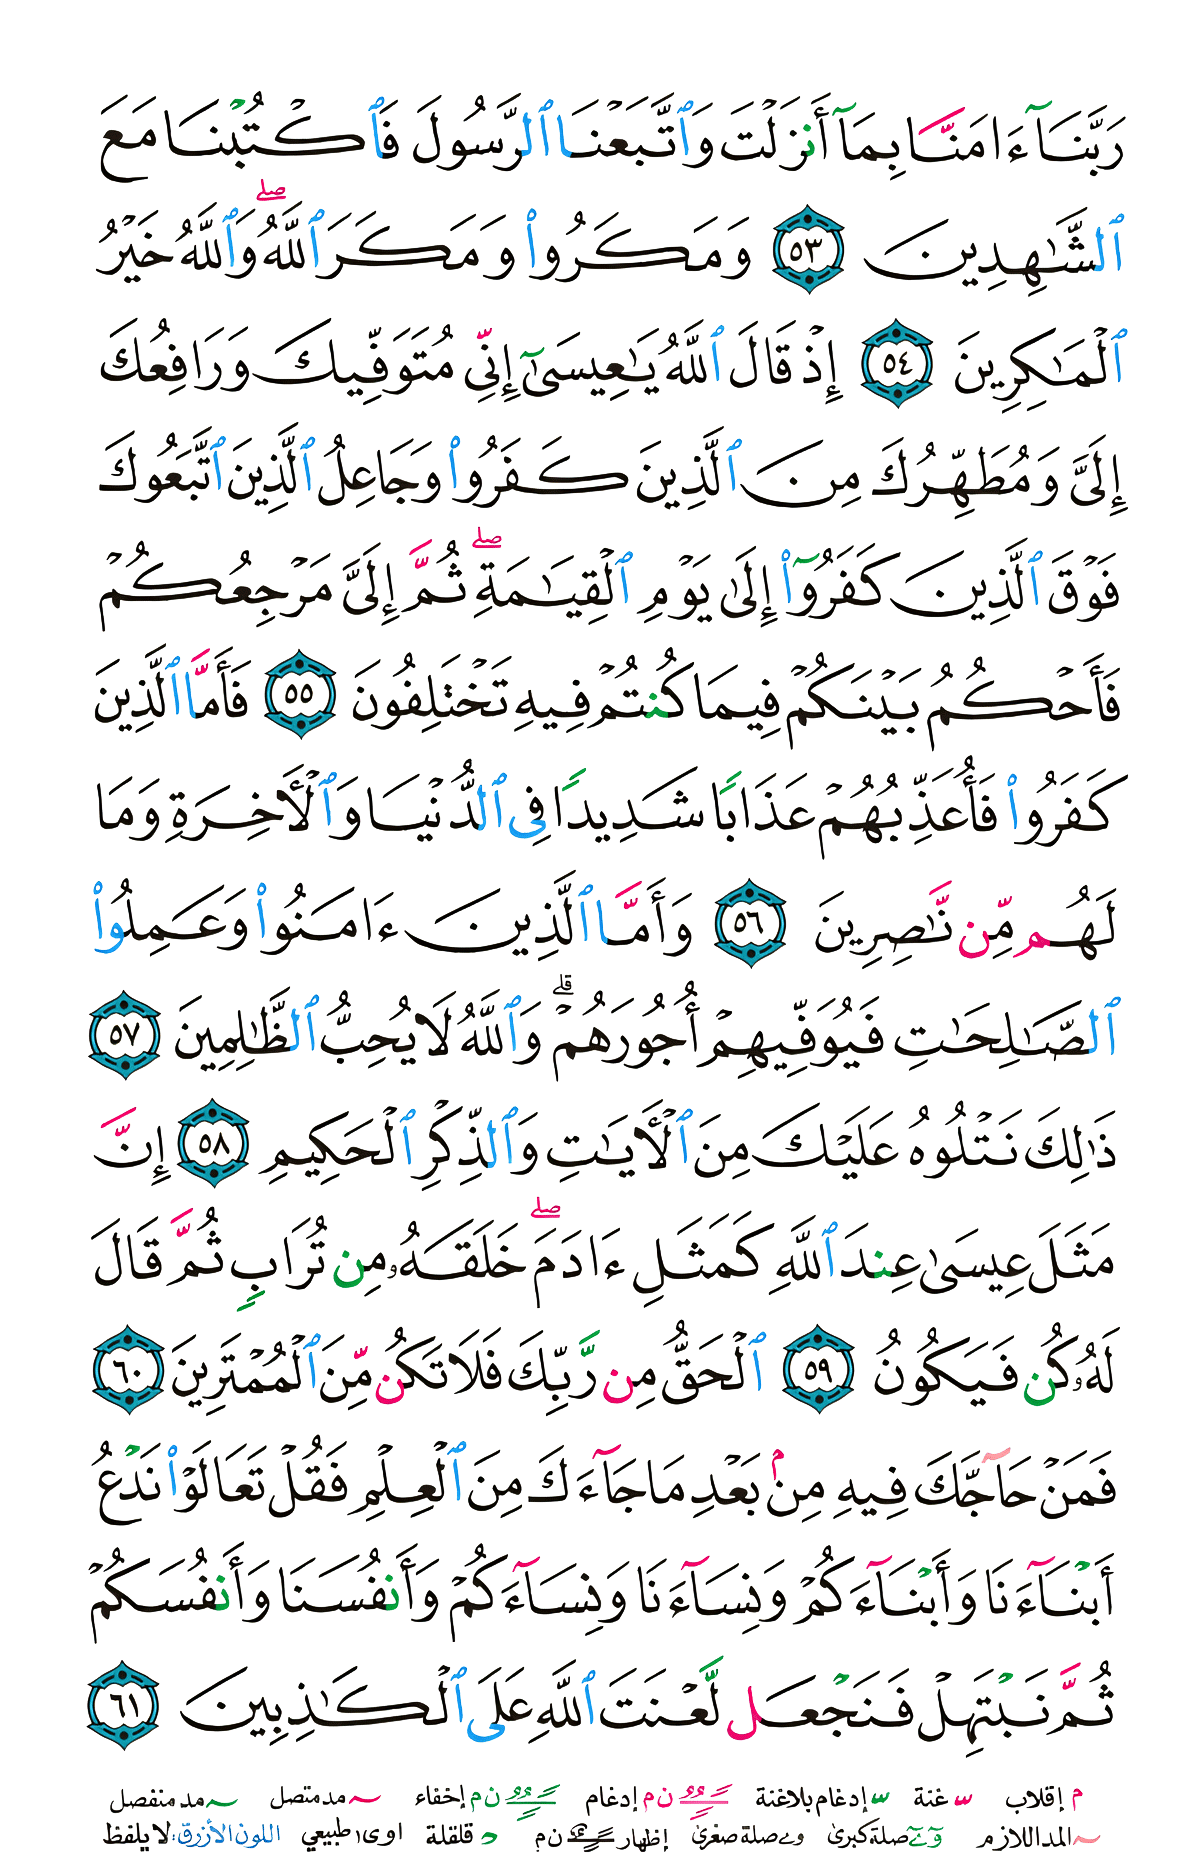 رَبَّنَآ ءَامَنَّا بِمَآ أَنزَلْتَ وَٱتَّبَعْنَا ٱلرَّسُولَ فَٱكْتُبْنَا مَعَ
ٱلشَّـٰهِدِينَ ٥٣ وَمَكَرُوا۟ وَمَكَرَ ٱللَّهُ ۖ وَٱللَّهُ خَيْرُ
ٱلْمَـٰكِرِينَ ٥٤ إِذْ قَالَ ٱللَّهُ يَـٰعِيسَىٰٓ إِنِّى مُتَوَفِّيكَ وَرَافِعُكَ
إِلَىَّ وَمُطَهِّرُكَ مِنَ ٱلَّذِينَ كَفَرُوا۟ وَجَاعِلُ ٱلَّذِينَ ٱتَّبَعُوكَ
فَوْقَ ٱلَّذِينَ كَفَرُوٓا۟ إِلَىٰ يَوْمِ ٱلْقِيَـٰمَةِ ۖ ثُمَّ إِلَىَّ مَرْجِعُكُمْ
فَأَحْكُمُ بَيْنَكُمْ فِيمَا كُنتُمْ فِيهِ تَخْتَلِفُونَ ٥٥ فَأَمَّا ٱلَّذِينَ
كَفَرُوا۟ فَأُعَذِّبُهُمْ عَذَابًا شَدِيدًا فِى ٱلدُّنْيَا وَٱلْـَٔاخِرَةِ وَمَا
لَهُم مِّن نَّـٰصِرِينَ ٥٦ وَأَمَّا ٱلَّذِينَ ءَامَنُوا۟ وَعَمِلُوا۟
ٱلصَّـٰلِحَـٰتِ فَيُوَفِّيهِمْ أُجُورَهُمْ ۗ وَٱللَّهُ لَا يُحِبُّ ٱلظَّـٰلِمِينَ ٥٧
ذَٰلِكَ نَتْلُوهُ عَلَيْكَ مِنَ ٱلْـَٔايَـٰتِ وَٱلذِّكْرِ ٱلْحَكِيمِ ٥٨ إِنَّ
مَثَلَ عِيسَىٰ عِندَ ٱللَّهِ كَمَثَلِ ءَادَمَ ۖ خَلَقَهُۥ مِن تُرَابٍ ثُمَّ قَالَ
لَهُۥ كُن فَيَكُونُ ٥٩ ٱلْحَقُّ مِن رَّبِّكَ فَلَا تَكُن مِّنَ ٱلْمُمْتَرِينَ ٦٠
فَمَنْ حَآجَّكَ فِيهِ مِنۢ بَعْدِ مَا جَآءَكَ مِنَ ٱلْعِلْمِ فَقُلْ تَعَالَوْا۟ نَدْعُ
أَبْنَآءَنَا وَأَبْنَآءَكُمْ وَنِسَآءَنَا وَنِسَآءَكُمْ وَأَنفُسَنَا وَأَنفُسَكُمْ
ثُمَّ نَبْتَهِلْ فَنَجْعَل لَّعْنَتَ ٱللَّهِ عَلَى ٱلْكَـٰذِبِينَ ٦١
م إقلاب ـّ غنة ـّ إدغام بلاغنة ن م إدغام ن م إخفاء ~ مد متصل ~ مد منفصل
~ المد اللازم صلة كبرى وے صلة صغرى إظهار ن م قلقلة اوى طبيعي اللون الأزرق: لا يلفظ